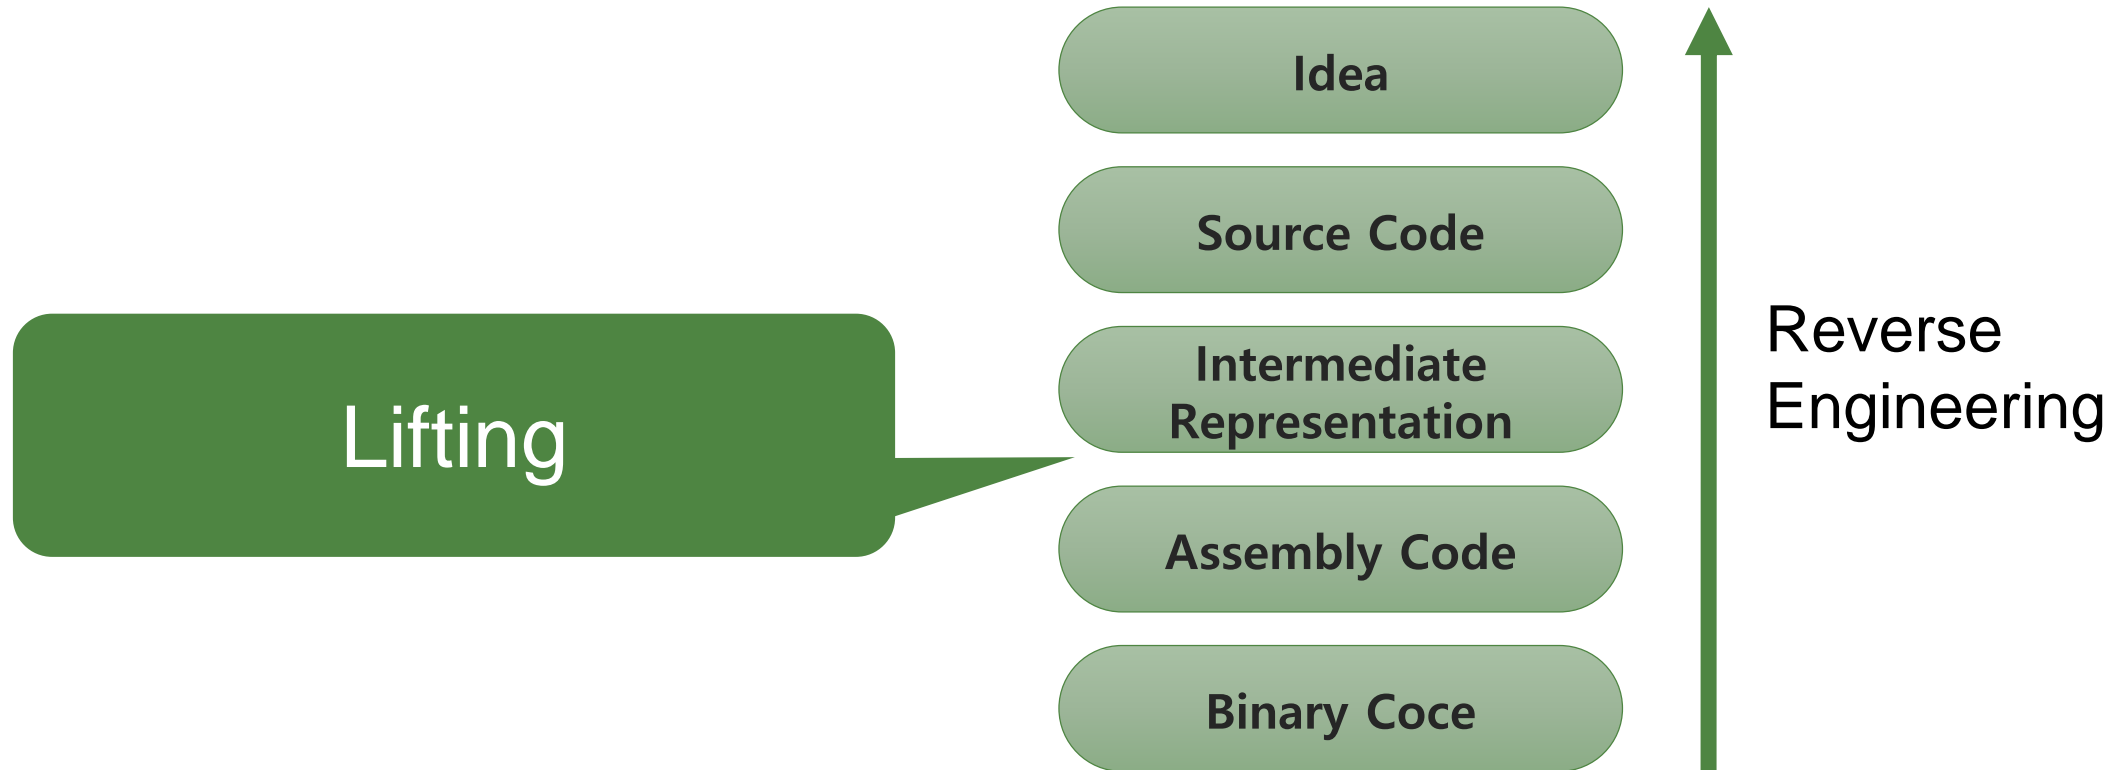 Idea
Source Code
Intermediate
Representation
Lifting
Assembly Code
Binary Coce
Reverse
Engineering